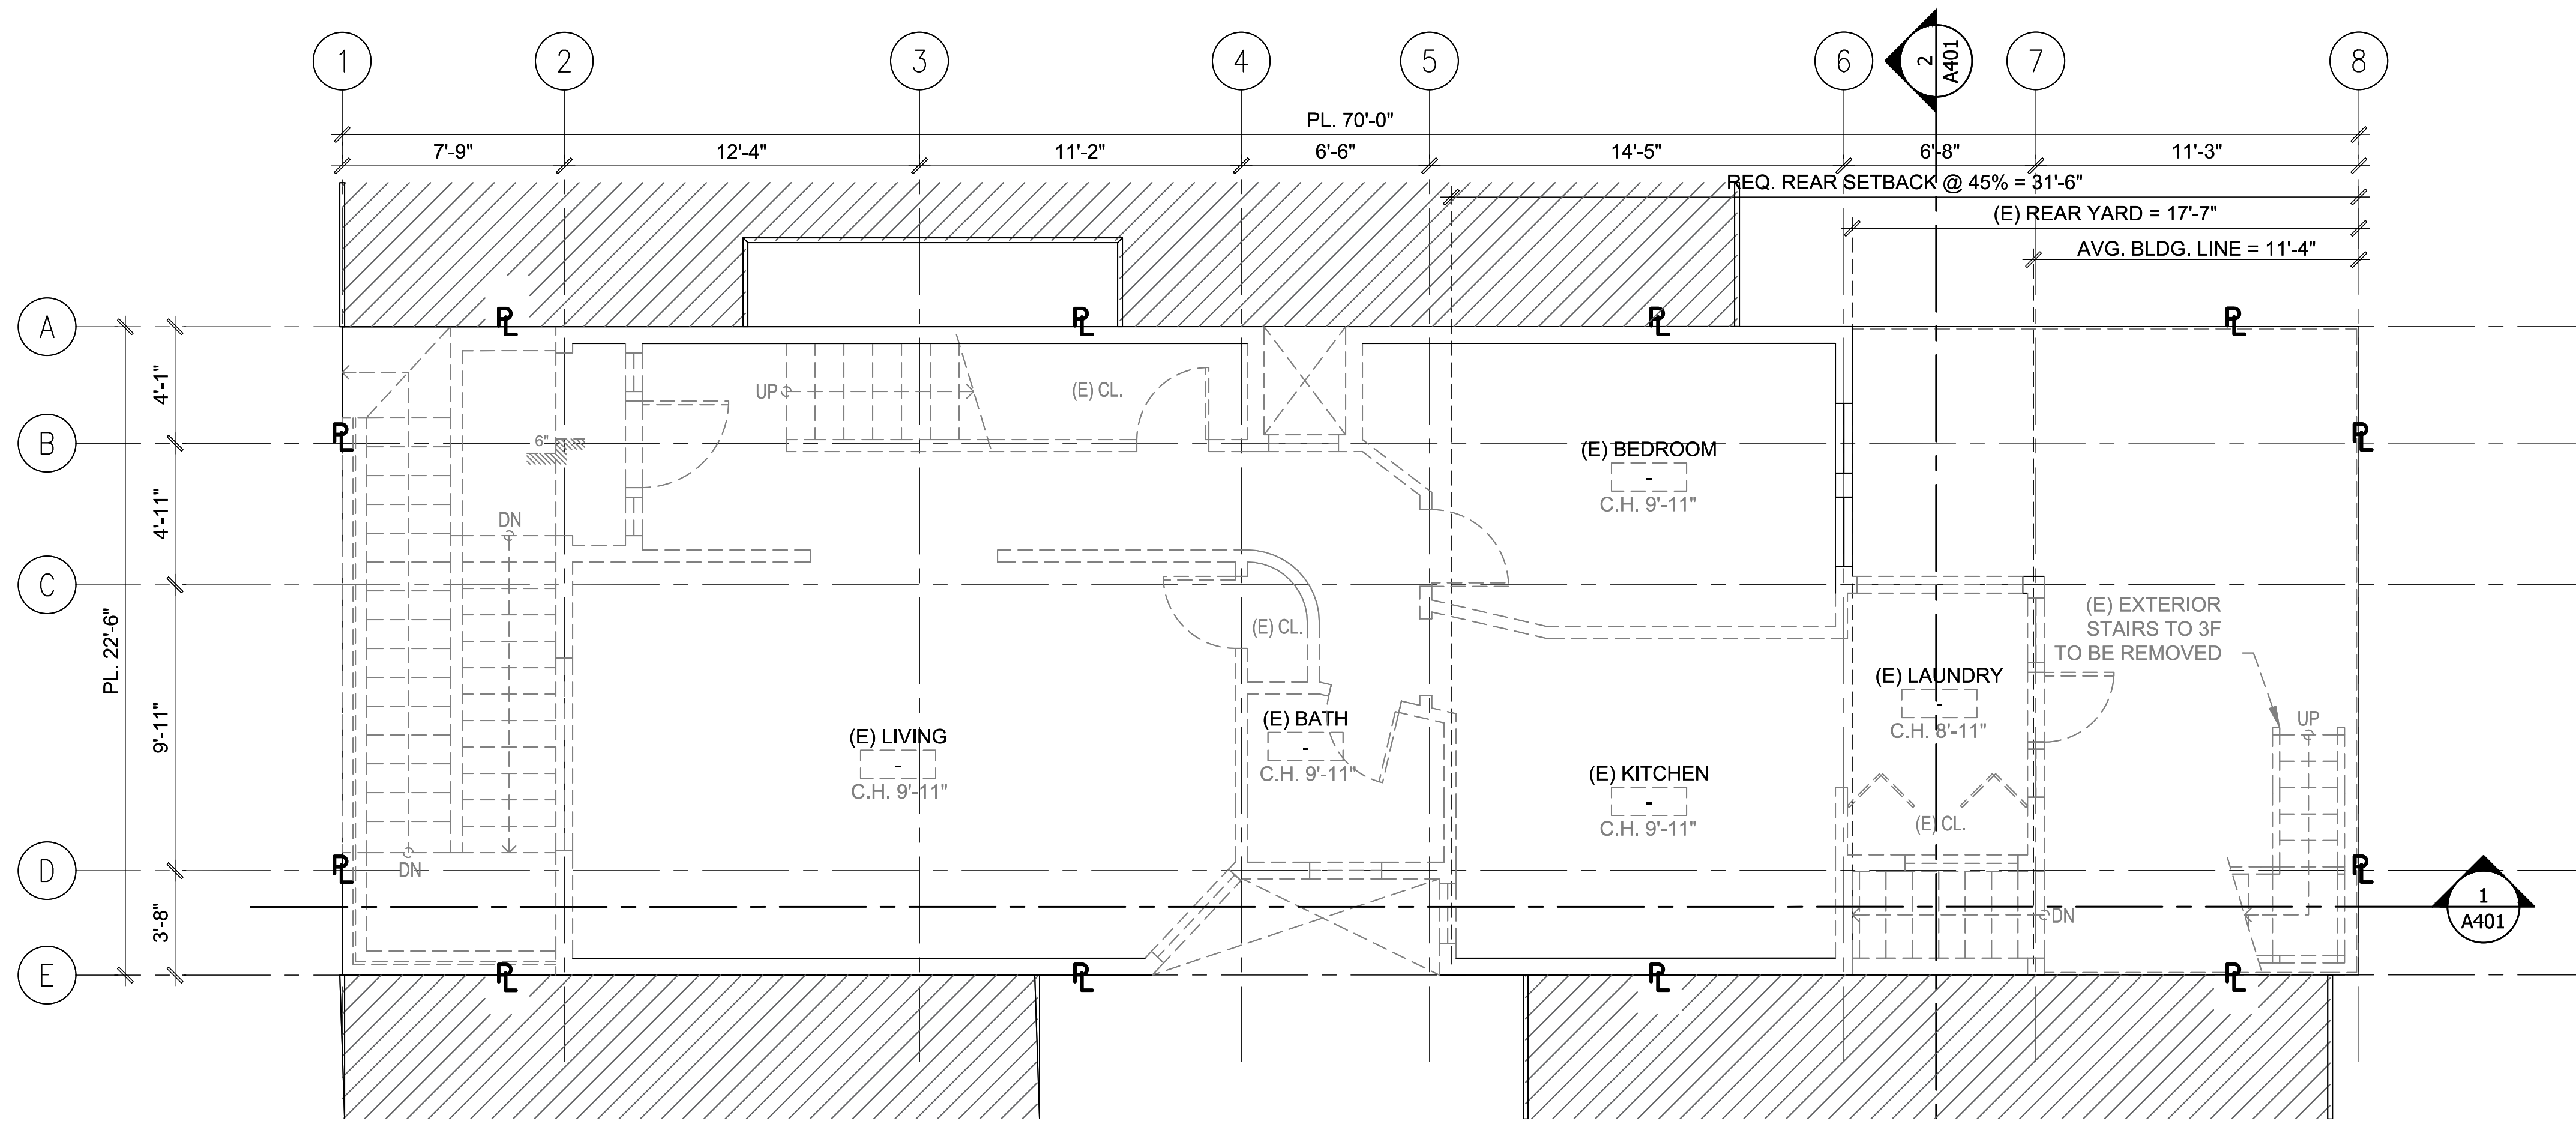 1 2 3 4 5 6 7 8
2
A401
PL. 70'-0"
7'-9" 12'-4" 11'-2" 6'-6" 14'-5" 6'-8" 11'-3"
REQ. REAR SETBACK @ 45% = 31'-6"
(E) REAR YARD = 17'-7"
AVG. BLDG. LINE = 11'-4"
A
PL PL PL PL
4'-1"
UP
(E) CL.
B
PL
6"
PL
(E) BEDROOM
-
C.H. 9'-11"
4'-11"
DN
C
PL. 22'-6"
(E) EXTERIOR
STAIRS TO 3F
TO BE REMOVED
(E) CL.
(E) LAUNDRY
-
C.H. 8'-11"
9'-11"
(E) LIVING
-
C.H. 9'-11"
(E) BATH
-
C.H. 9'-11"
UP
(E) KITCHEN
-
C.H. 9'-11"
(E) CL.
D
PL
DN
PL
3'-8"
DN
1
A401
E
PL PL PL PL